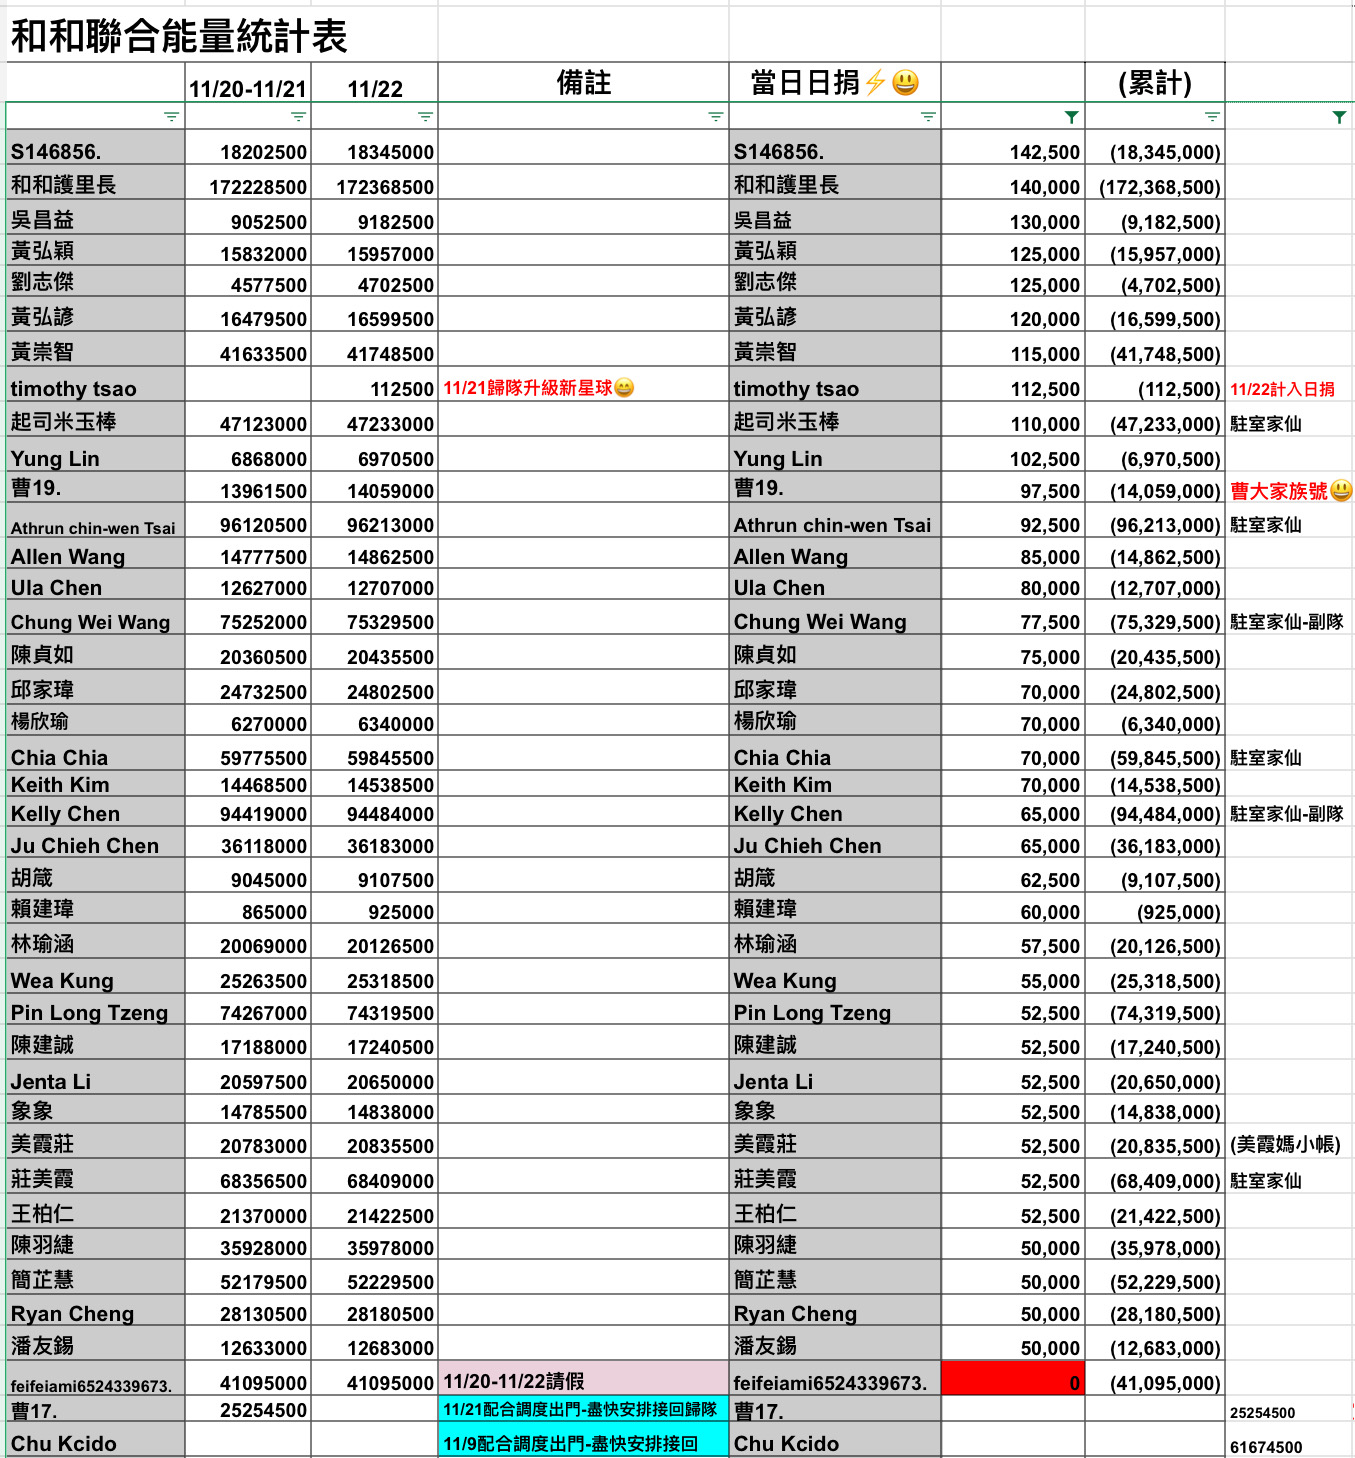 和和聯合能量統計表
11/20-11/21 11/22 備註 當日日捐⚡😃 (累計)
S146856. 18202500 18345000 S146856. 142,500 (18,345,000)
和和護里長 172228500 172368500 和和護里長 140,000 (172,368,500)
吳昌益 9052500 9182500 吳昌益 130,000 (9,182,500)
黃弘穎 15832000 15957000 黃弘穎 125,000 (15,957,000)
劉志傑 4577500 4702500 劉志傑 125,000 (4,702,500)
黃弘諺 16479500 16599500 黃弘諺 120,000 (16,599,500)
黃崇智 41633500 41748500 黃崇智 115,000 (41,748,500)
timothy tsao 112500 11/21歸隊升級新星球😄 timothy tsao 112,500 (112,500) 11/22計入日捐
起司米玉棒 47123000 47233000 起司米玉棒 110,000 (47,233,000) 駐室家仙
Yung Lin 6868000 6970500 Yung Lin 102,500 (6,970,500)
曹19. 13961500 14059000 曹19. 97,500 (14,059,000) 曹大家族號😃
Athrun chin-wen Tsai 96120500 96213000 Athrun chin-wen Tsai 92,500 (96,213,000) 駐室家仙
Allen Wang 14777500 14862500 Allen Wang 85,000 (14,862,500)
Ula Chen 12627000 12707000 Ula Chen 80,000 (12,707,000)
Chung Wei Wang 75252000 75329500 Chung Wei Wang 77,500 (75,329,500) 駐室家仙-副隊
陳貞如 20360500 20435500 陳貞如 75,000 (20,435,500)
邱家瑋 24732500 24802500 邱家瑋 70,000 (24,802,500)
楊欣瑜 6270000 6340000 楊欣瑜 70,000 (6,340,000)
Chia Chia 59775500 59845500 Chia Chia 70,000 (59,845,500) 駐室家仙
Keith Kim 14468500 14538500 Keith Kim 70,000 (14,538,500)
Kelly Chen 94419000 94484000 Kelly Chen 65,000 (94,484,000) 駐室家仙-副隊
Ju Chieh Chen 36118000 36183000 Ju Chieh Chen 65,000 (36,183,000)
胡箴 9045000 9107500 胡箴 62,500 (9,107,500)
賴建瑋 865000 925000 賴建瑋 60,000 (925,000)
林瑜涵 20069000 20126500 林瑜涵 57,500 (20,126,500)
Wea Kung 25263500 25318500 Wea Kung 55,000 (25,318,500)
Pin Long Tzeng 74267000 74319500 Pin Long Tzeng 52,500 (74,319,500)
陳建誠 17188000 17240500 陳建誠 52,500 (17,240,500)
Jenta Li 20597500 20650000 Jenta Li 52,500 (20,650,000)
象象 14785500 14838000 象象 52,500 (14,838,000)
美霞莊 20783000 20835500 美霞莊 52,500 (20,835,500) (美霞媽小帳)
莊美霞 68356500 68409000 莊美霞 52,500 (68,409,000) 駐室家仙
王柏仁 21370000 21422500 王柏仁 52,500 (21,422,500)
陳羽緁 35928000 35978000 陳羽緁 50,000 (35,978,000)
簡芷慧 52179500 52229500 簡芷慧 50,000 (52,229,500)
Ryan Cheng 28130500 28180500 Ryan Cheng 50,000 (28,180,500)
潘友錫 12633000 12683000 潘友錫 50,000 (12,683,000)
feifeiami6524339673. 41095000 41095000 11/20-11/22請假 feifeiami6524339673. 0 (41,095,000)
曹17. 25254500 11/21配合調度出門-盡快安排接回歸隊 曹17. 25254500
Chu Kcido 11/9配合調度出門-盡快安排接回 Chu Kcido 61674500